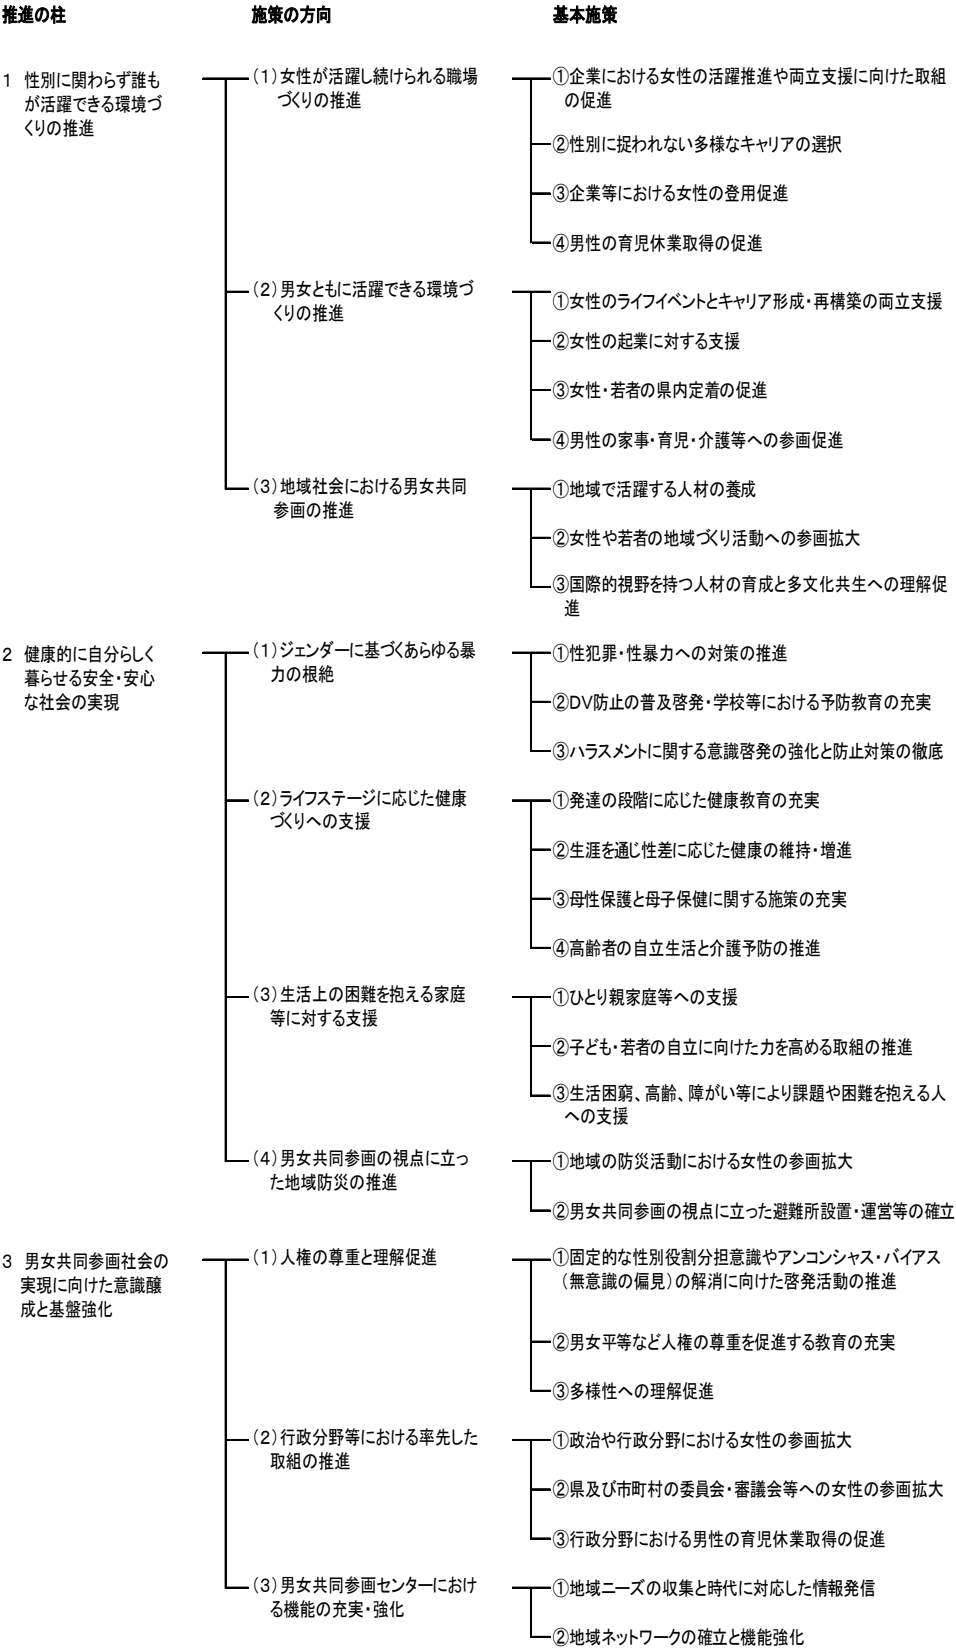 推進の柱
施策の方向
基本施策
1 性別に関わらず誰も
が活躍できる環境づ
くりの推進
(1)女性が活躍し続けられる職場
づくりの推進
①企業における女性の活躍推進や両立支援に向けた取組
の促進
②性別に捉われない多様なキャリアの選択
③企業等における女性の登用促進
④男性の育児休業取得の促進
(2)男女ともに活躍できる環境づ
くりの推進
①女性のライフイベントとキャリア形成・再構築の両立支援
②女性の起業に対する支援
③女性・若者の県内定着の促進
④男性の家事・育児・介護等への参画促進
(3)地域社会における男女共同
参画の推進
①地域で活躍する人材の養成
②女性や若者の地域づくり活動への参画拡大
③国際的視野を持つ人材の育成と多文化共生への理解促
進
2 健康的に自分らしく
暮らせる安全・安心
な社会の実現
(1)ジェンダーに基づくあらゆる暴
力の根絶
①性犯罪・性暴力への対策の推進
②DV防止の普及啓発・学校等における予防教育の充実
③ハラスメントに関する意識啓発の強化と防止対策の徹底
(2)ライフステージに応じた健康
づくりへの支援
①発達の段階に応じた健康教育の充実
②生涯を通じ性差に応じた健康の維持・増進
③母性保護と母子保健に関する施策の充実
④高齢者の自立生活と介護予防の推進
(3)生活上の困難を抱える家庭
等に対する支援
①ひとり親家庭等への支援
②子ども・若者の自立に向けた力を高める取組の推進
③生活困窮、高齢、障がい等により課題や困難を抱える人
への支援
(4)男女共同参画の視点に立っ
た地域防災の推進
①地域の防災活動における女性の参画拡大
②男女共同参画の視点に立った避難所設置・運営等の確立
3 男女共同参画社会の
実現に向けた意識醸
成と基盤強化
(1)人権の尊重と理解促進
①固定的な性別役割分担意識やアンコンシャス・バイアス
(無意識の偏見)の解消に向けた啓発活動の推進
②男女平等など人権の尊重を促進する教育の充実
③多様性への理解促進
(2)行政分野等における率先した
取組の推進
①政治や行政分野における女性の参画拡大
②県及び市町村の委員会・審議会等への女性の参画拡大
③行政分野における男性の育児休業取得の促進
(3)男女共同参画センターにおけ
る機能の充実・強化
①地域ニーズの収集と時代に対応した情報発信
②地域ネットワークの確立と機能強化